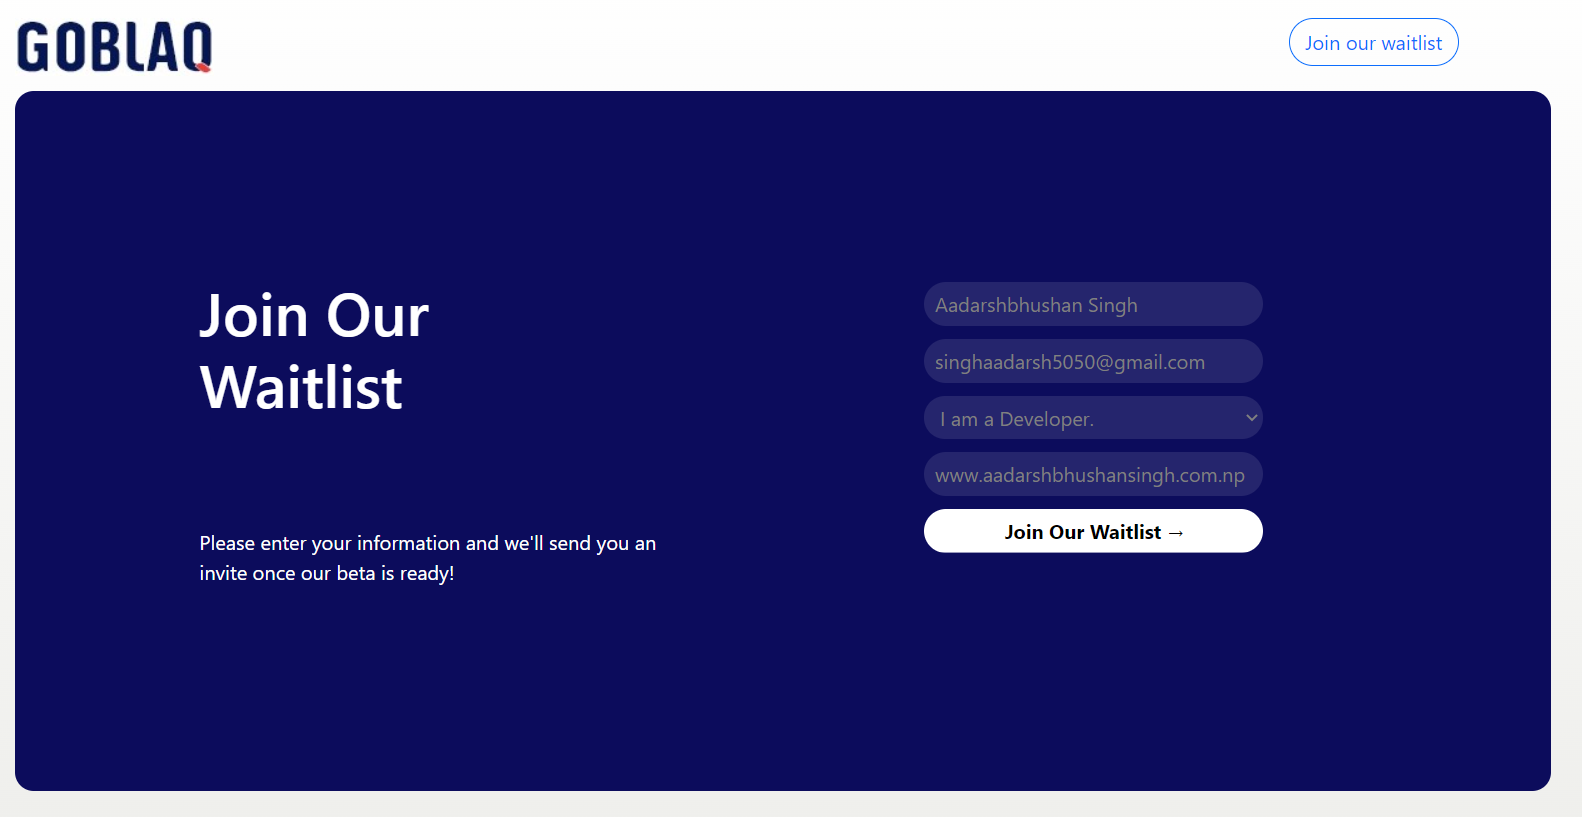 GOBLAQ
Join our waitlist
Join Our
Waitlist
Please enter your information and we'll send you an
invite once our beta is ready!
Aadarshbhushan Singh
singhaadarsh5050@gmail.com
I am a Developer.
www.aadarshbhushansingh.com.np
Join Our Waitlist →